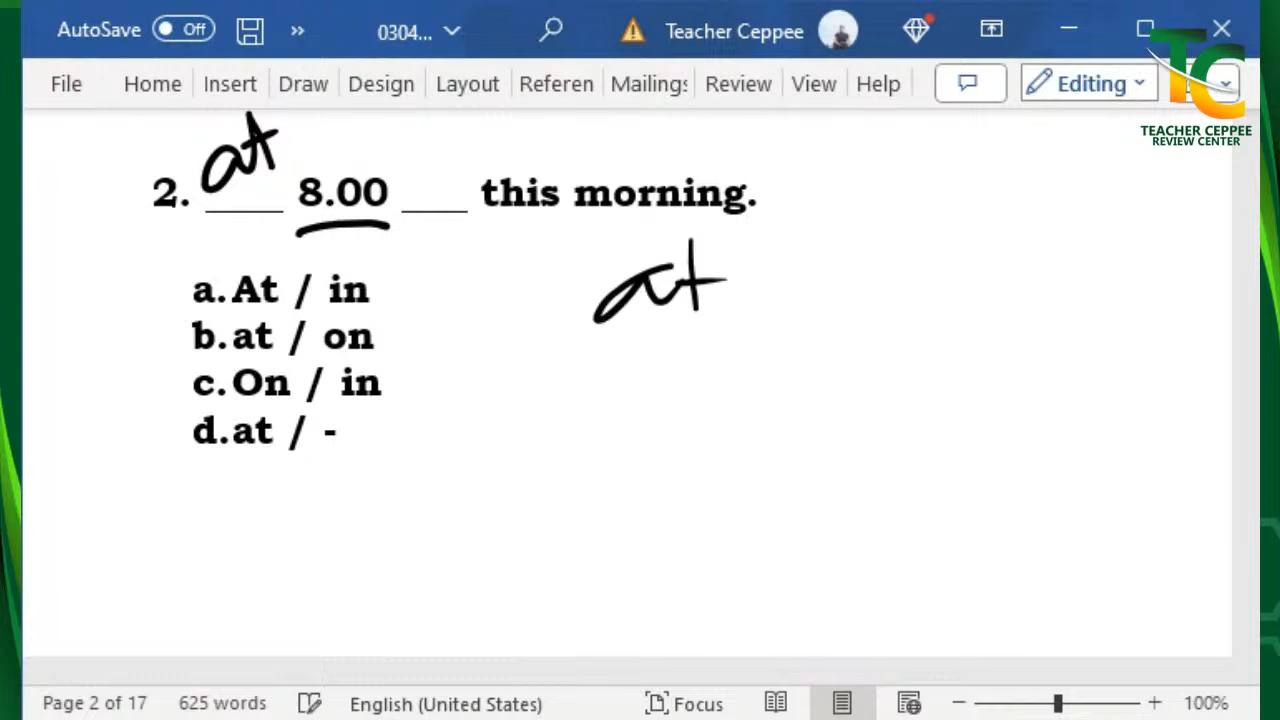 AutoSave Off » 0304... Teacher Ceppee
File Home Insert Draw Design Layout Referen Mailings Review View Help Editing
TC
TEACHER CEPPEE
REVIEW CENTER
at
2. ____ 8.00 ____ this morning.
at
a. At / in
b. at / on
c. On / in
d. at / -
Page 2 of 17 625 words English (United States) Focus 100%